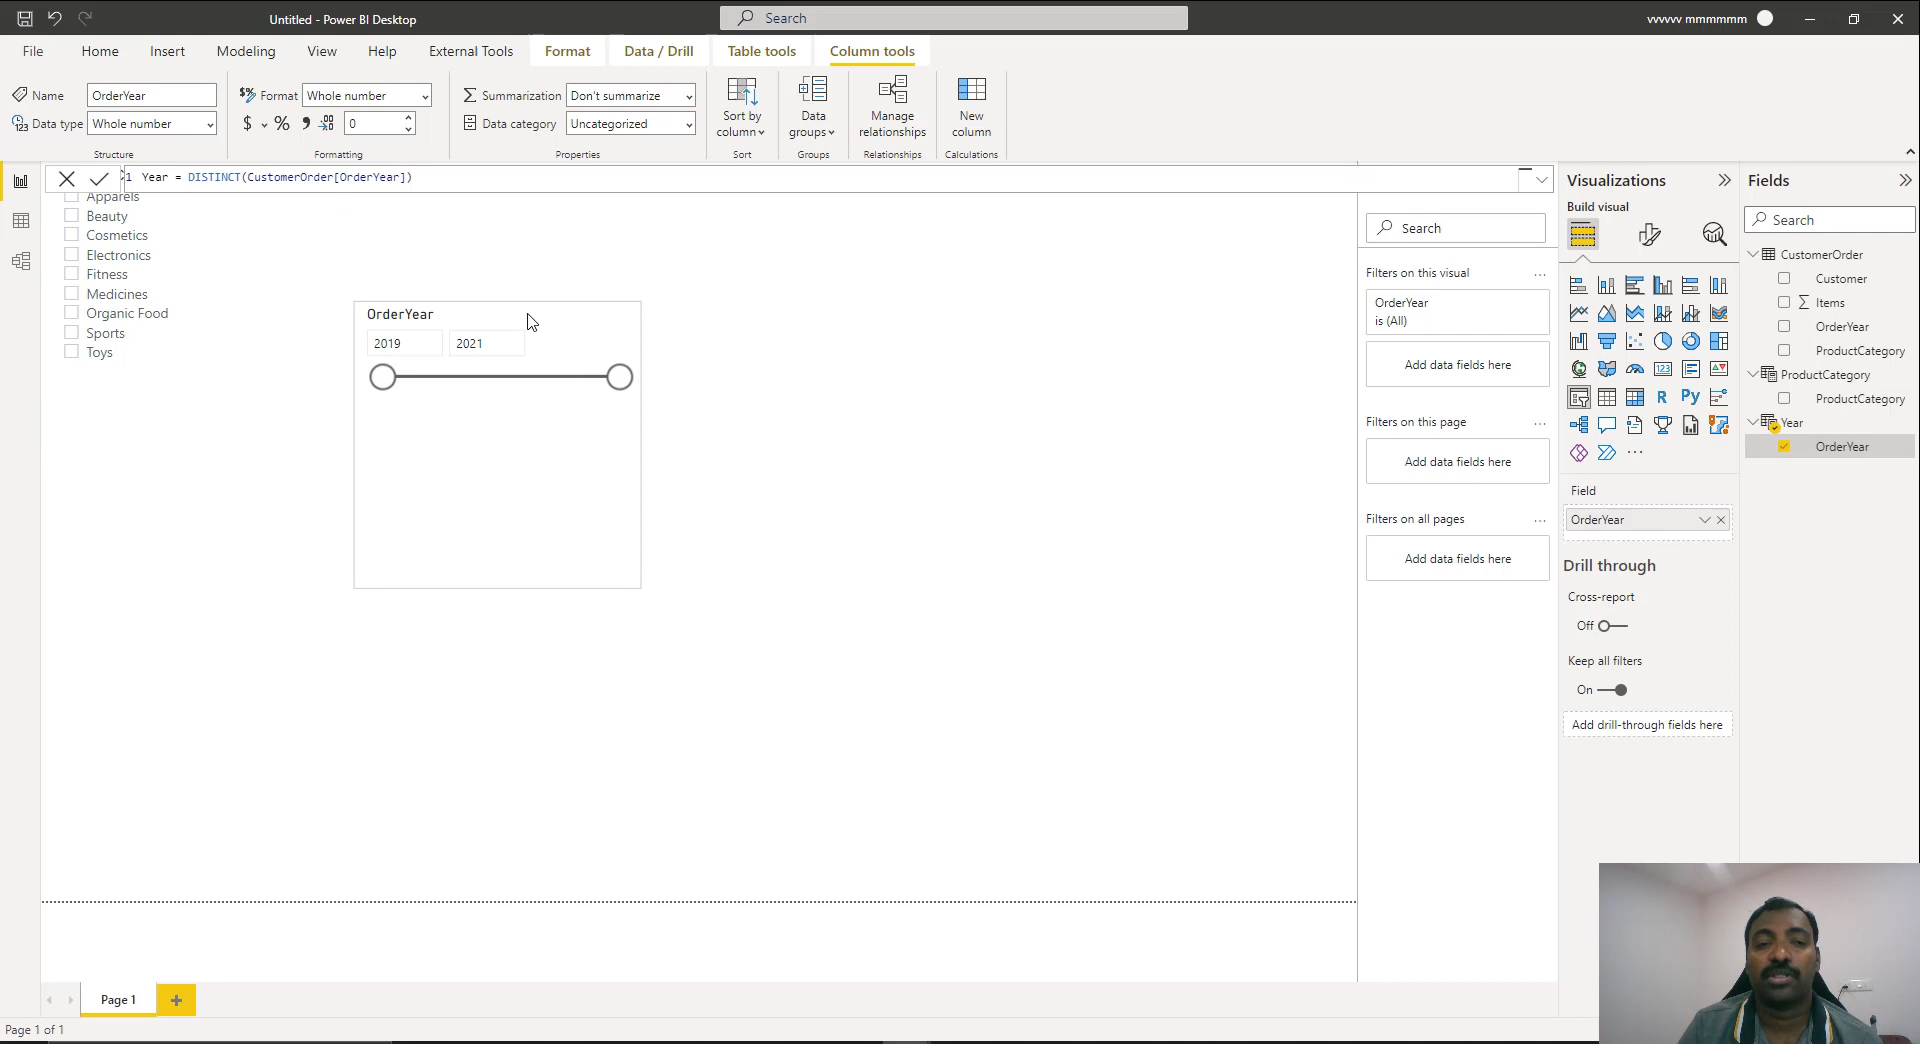 Untitled - Power BI Desktop
Search
vvvvv mmmmmm
File Home Insert Modeling View Help External Tools Format Data / Drill Table tools Column tools
Name OrderYear
Data type Whole number
Structure
Format Whole number
$ % 0
Formatting
Summarization Don't summarize
Data category Uncategorized
Properties
Sort by
column
Sort
Data
groups
Groups
Manage
relationships
Relationships
New
column
Calculations
1 Year = DISTINCT(CustomerOrder[OrderYear])
Apparels
Beauty
Cosmetics
Electronics
Fitness
Medicines
Organic Food
Sports
Toys
OrderYear
2019 2021
Search
Filters on this visual ...
OrderYear
is (All)
Add data fields here
Filters on this page ...
Add data fields here
Filters on all pages ...
Add data fields here
Visualizations
Build visual
123
R Py
...
Field
OrderYear
Drill through
Cross-report
Off
Keep all filters
On
Add drill-through fields here
Fields
Search
CustomerOrder
Customer
Items
OrderYear
ProductCategory
ProductCategory
ProductCategory
Year
OrderYear
Page 1
Page 1 of 1